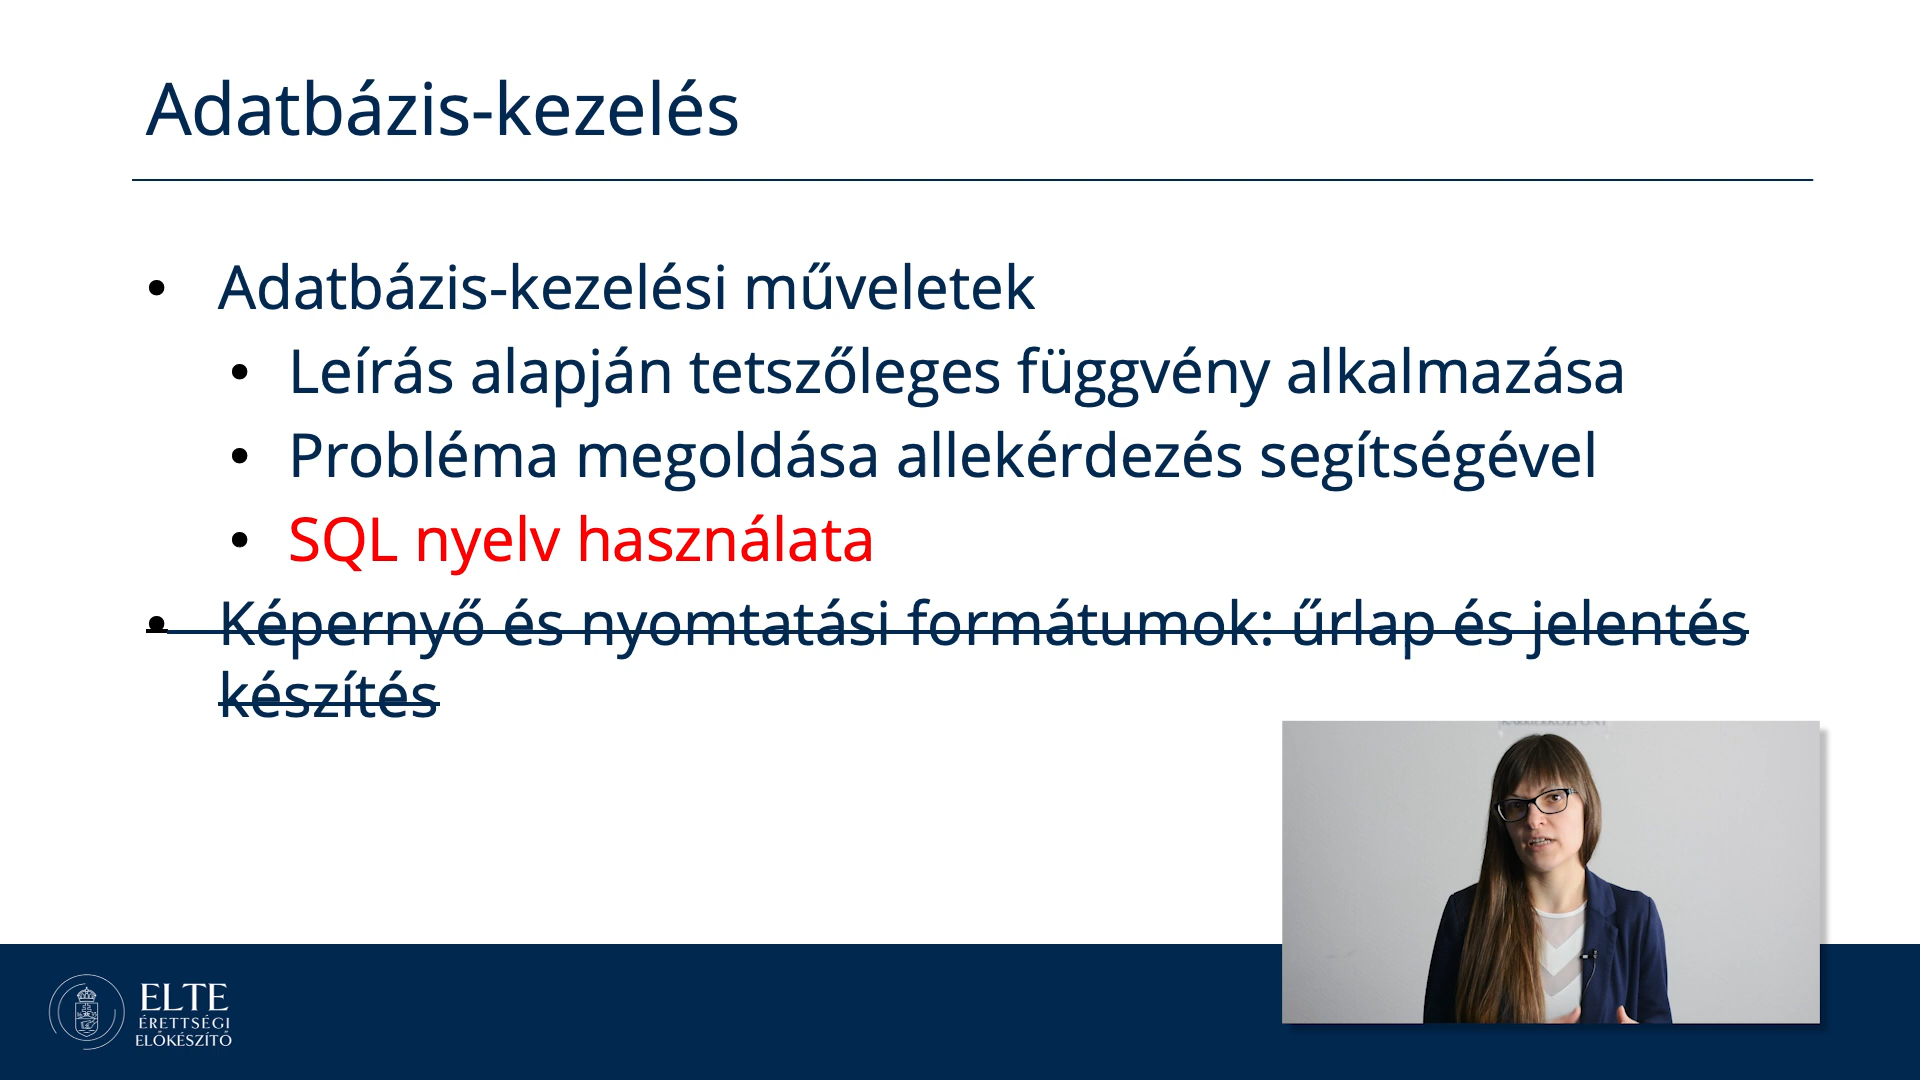 Adatbázis-kezelés
• Adatbázis-kezelési műveletek
• Leírás alapján tetszőleges függvény alkalmazása
• Probléma megoldása allekérdezés segítségével
• SQL nyelv használata
• Képernyő és nyomtatási formátumok: űrlap és jelentés
készítés
ELTE
ÉRETTSÉGI
ELŐKÉSZÍTŐ